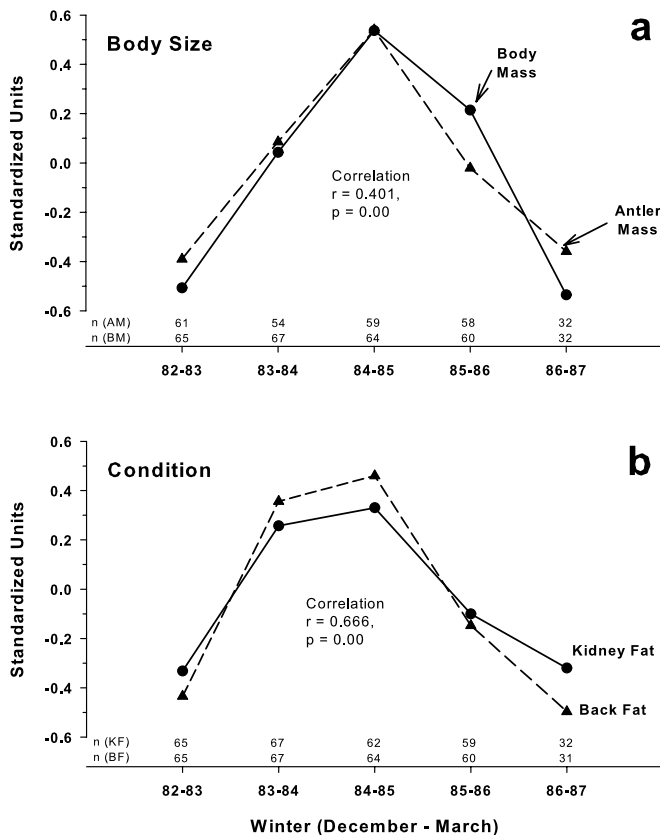 a
Body Size
Body
Mass
Antler
Mass
Correlation
r = 0.401,
p = 0.00
Standardized Units
0.6
0.4
0.2
0.0
-0.2
-0.4
-0.6
n (AM) 61 54 59 58 32
n (BM) 65 67 64 60 32
82-83 83-84 84-85 85-86 86-87
b
Condition
Correlation
r = 0.666,
p = 0.00
Kidney Fat
Back Fat
Standardized Units
0.6
0.4
0.2
0.0
-0.2
-0.4
-0.6
n (KF) 65 67 62 59 32
n (BF) 65 67 64 60 31
82-83 83-84 84-85 85-86 86-87
Winter (December - March)